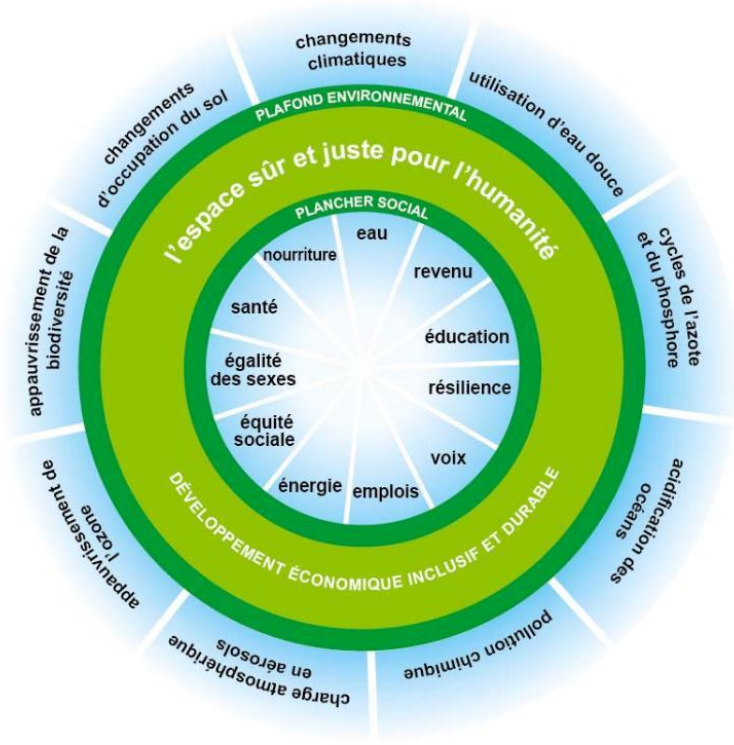 changements
climatiques
utilisation d'eau douce
cycles de l'azote
et du phosphore
acidification des
océans
pollution chimique
charge atmosphérique
en aérosols
appauvrissement de
l'ozone
appauvrissement de la
biodiversité
changements
d'occupation du sol
PLAFOND ENVIRONNEMENTAL
l'espace sûr et juste pour l'humanité
PLANCHER SOCIAL
eau
revenu
éducation
résilience
voix
emplois
énergie
équité
sociale
égalité
des sexes
santé
nourriture
DÉVELOPPEMENT ÉCONOMIQUE INCLUSIF ET DURABLE